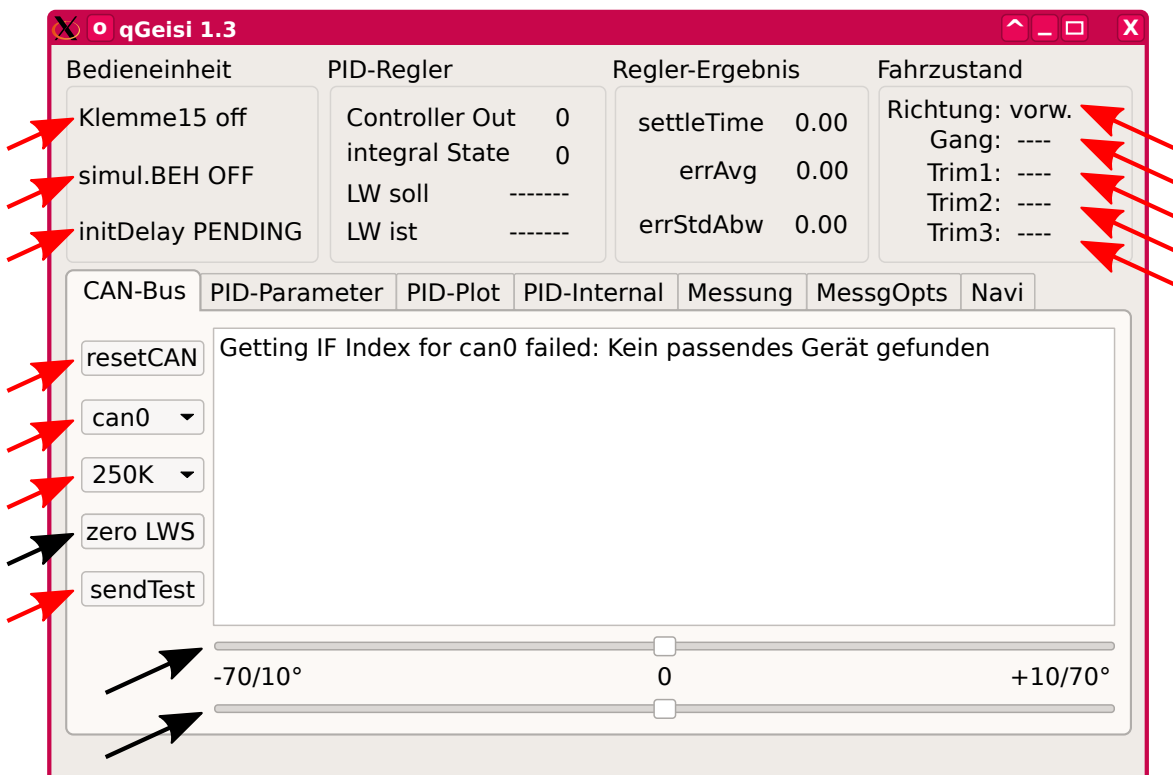 qGeisi 1.3
Bedieneinheit
Klemme15 off
simul.BEH OFF
initDelay PENDING
PID-Regler
Controller Out 0
integral State 0
LW soll -------
LW ist -------
Regler-Ergebnis
settleTime 0.00
errAvg 0.00
errStdAbw 0.00
Fahrzustand
Richtung: vorw.
Gang: ----
Trim1: ----
Trim2: ----
Trim3: ----
CAN-Bus PID-Parameter PID-Plot PID-Internal Messung MessgOpts Navi
resetCAN
can0
250K
zero LWS
sendTest
Getting IF Index for can0 failed: Kein passendes Gerät gefunden
-70/10° 0 +10/70°